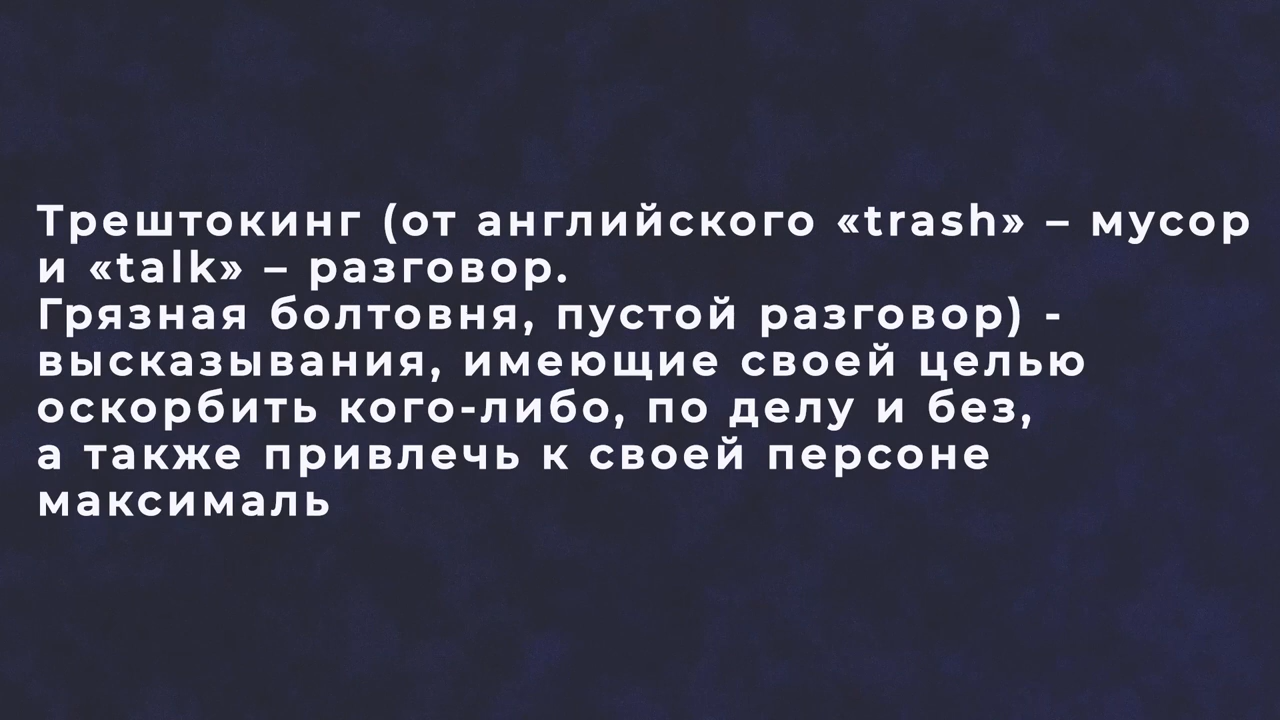 Трештокинг (от английского «trash» – мусор
и «talk» – разговор.
Грязная болтовня, пустой разговор) -
высказывания, имеющие своей целью
оскорбить кого-либо, по делу и без,
а также привлечь к своей персоне
максималь